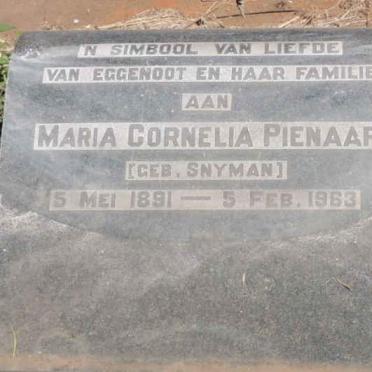 'N SIMBOOL VAN LIEFDE
VAN EGGENOOT EN HAAR FAMILIE
AAN
MARIA CORNELIA PIENAAR
[GEB. SNYMAN]
5 MEI 1891 — 5 FEB. 1963